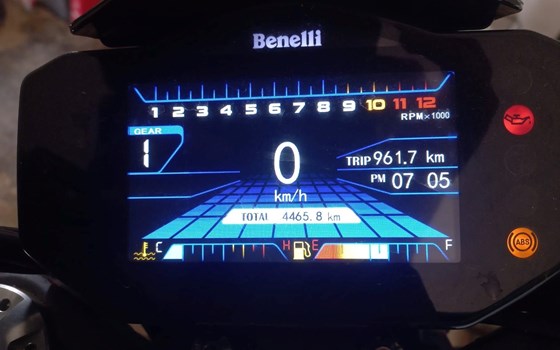 Benelli
1 2 3 4 5 6 7 8 9 10 11 12
RPM×1000
GEAR
1
0
km/h
TRIP 961.7 km
PM 07 05
TOTAL 4465.8 km
C H E F
ABS